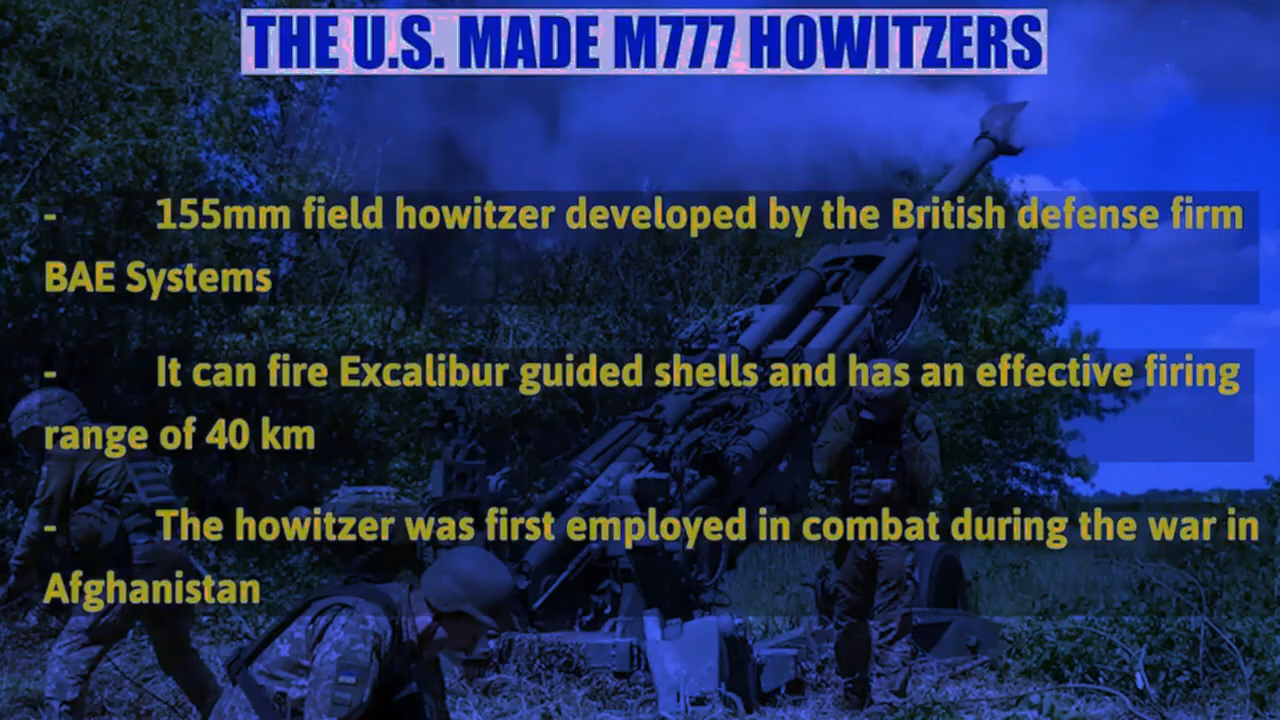 THE U.S. MADE M777 HOWITZERS
- 155mm field howitzer developed by the British defense firm
BAE Systems
- It can fire Excalibur guided shells and has an effective firing
range of 40 km
- The howitzer was first employed in combat during the war in
Afghanistan